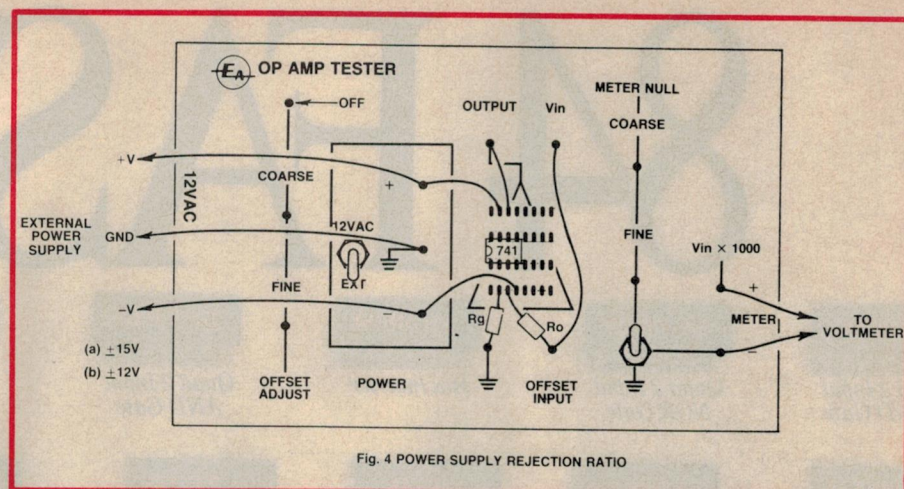 EA OP AMP TESTER
OFF
OUTPUT
Vin
METER NULL
COARSE
+V
12VAC
COARSE
+
EXTERNAL
POWER
SUPPLY
GND
12VAC
EXT
741
FINE
Vin × 1000
FINE
+
–V
–
Rg
Ro
METER
TO
VOLTMETER
–
(a) ±15V
(b) ±12V
OFFSET
ADJUST
POWER
OFFSET
INPUT
Fig. 4 POWER SUPPLY REJECTION RATIO